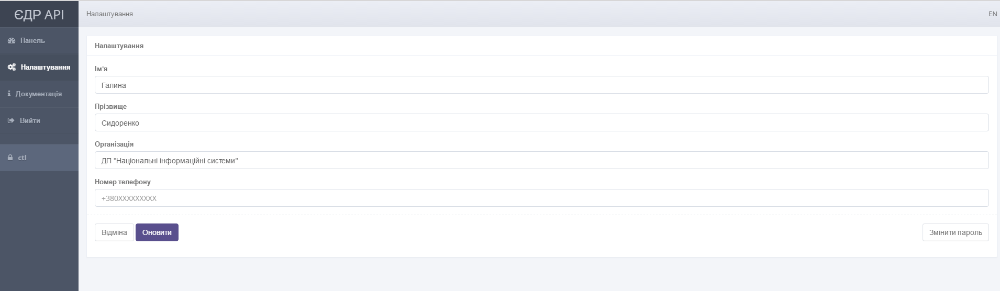 ЄДР API
Налаштування
EN
Панель
Налаштування
Документація
Вийти
ctl
Налаштування
Ім'я
Галина
Прізвище
Сидоренко
Організація
ДП "Національні інформаційні системи"
Номер телефону
+380XXXXXXXXX
Відміна
Оновити
Змінити пароль